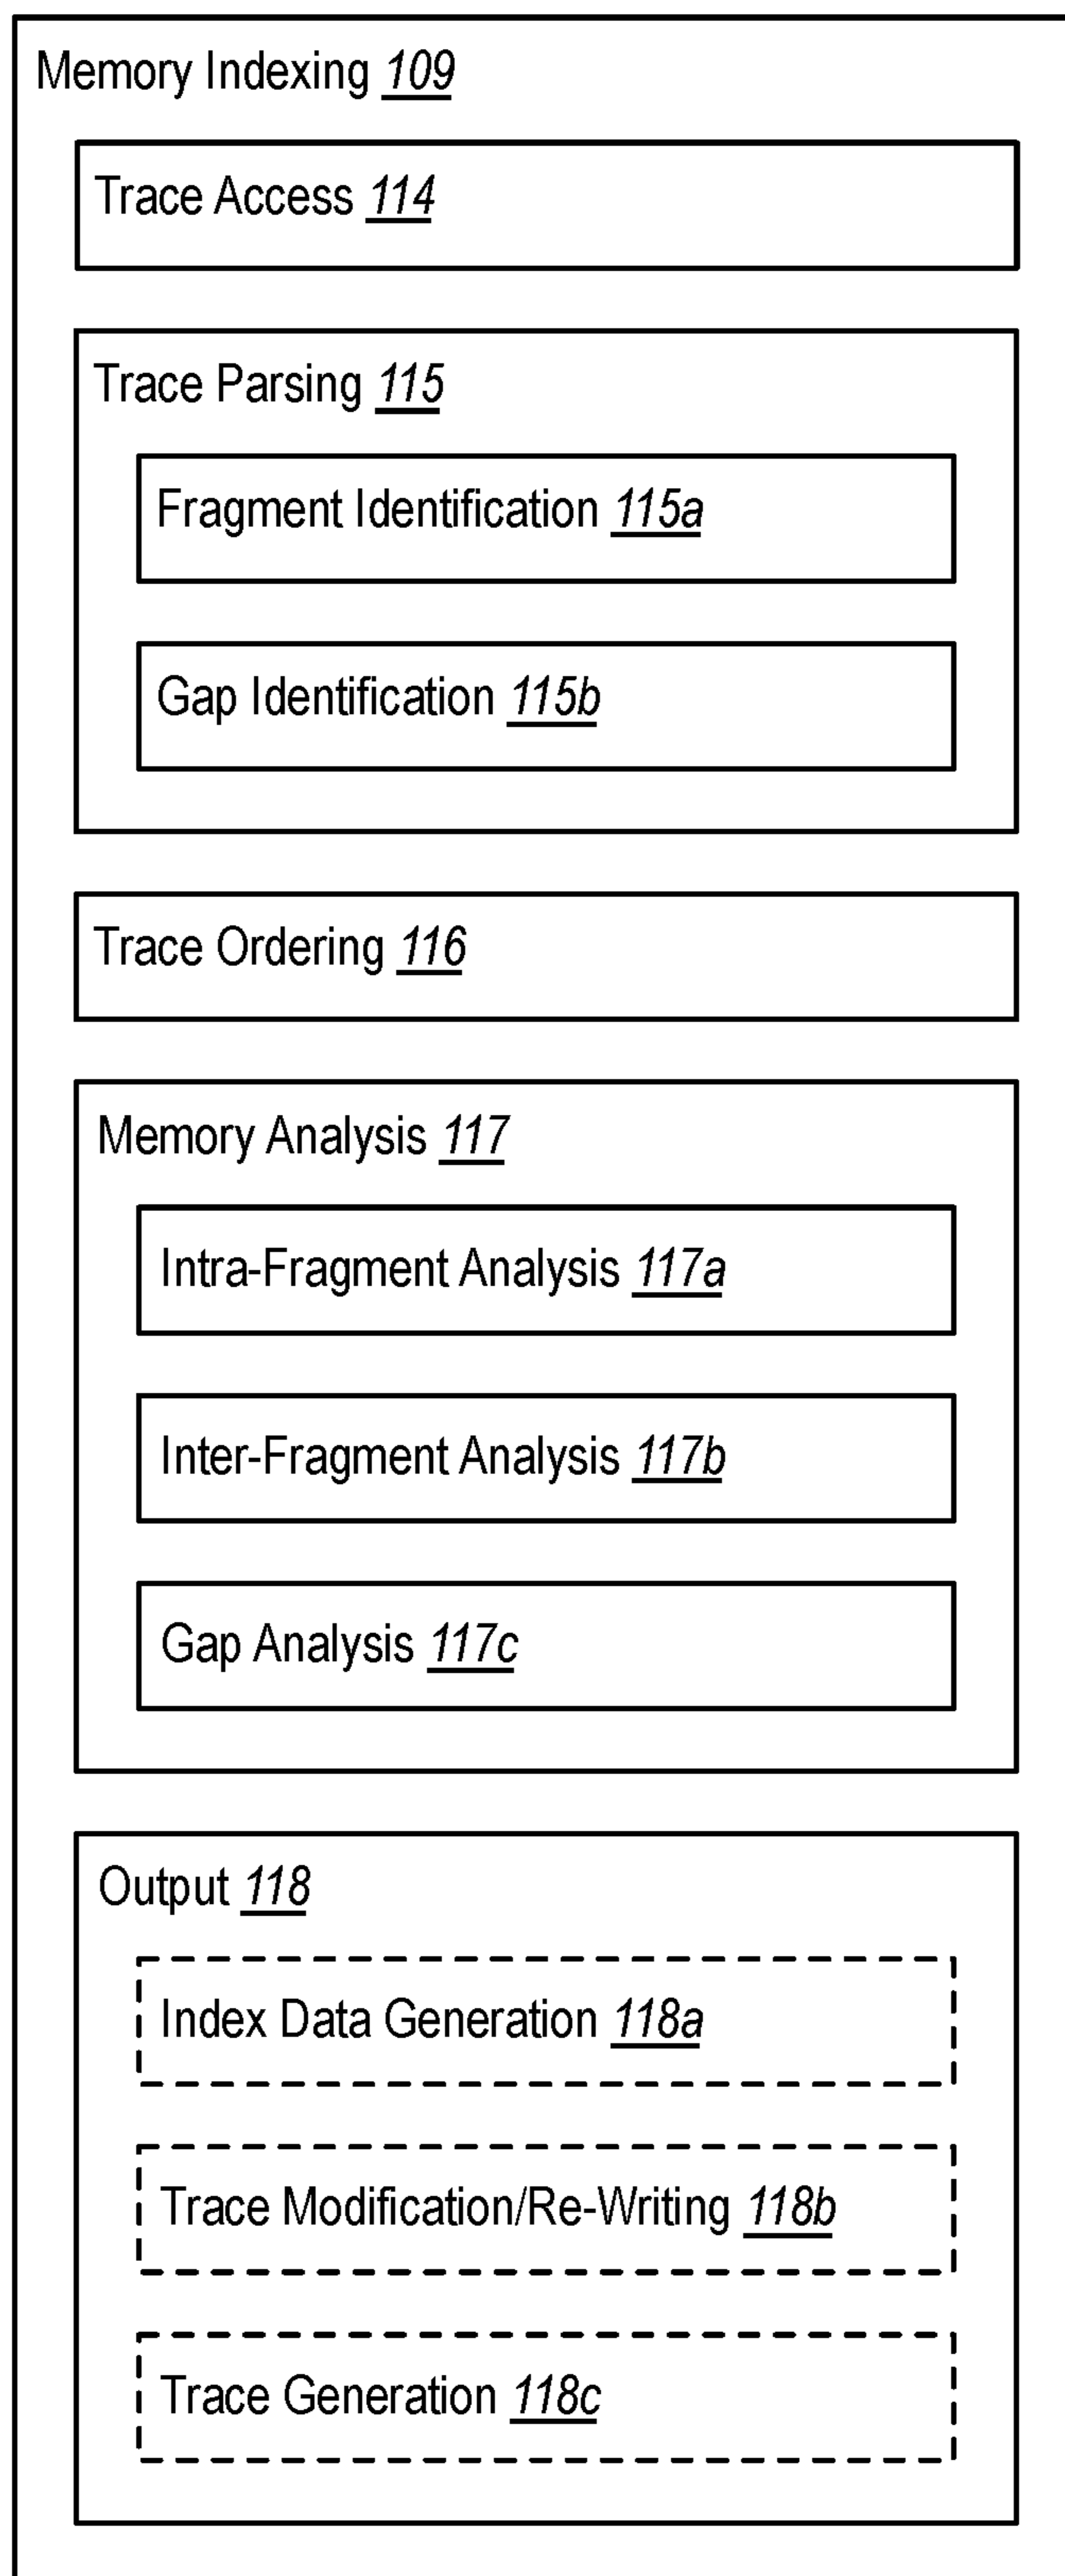 Memory Indexing 109
Trace Access 114
Trace Parsing 115
Fragment Identification 115a
Gap Identification 115b
Trace Ordering 116
Memory Analysis 117
Intra-Fragment Analysis 117a
Inter-Fragment Analysis 117b
Gap Analysis 117c
Output 118
Index Data Generation 118a
Trace Modification/Re-Writing 118b
Trace Generation 118c